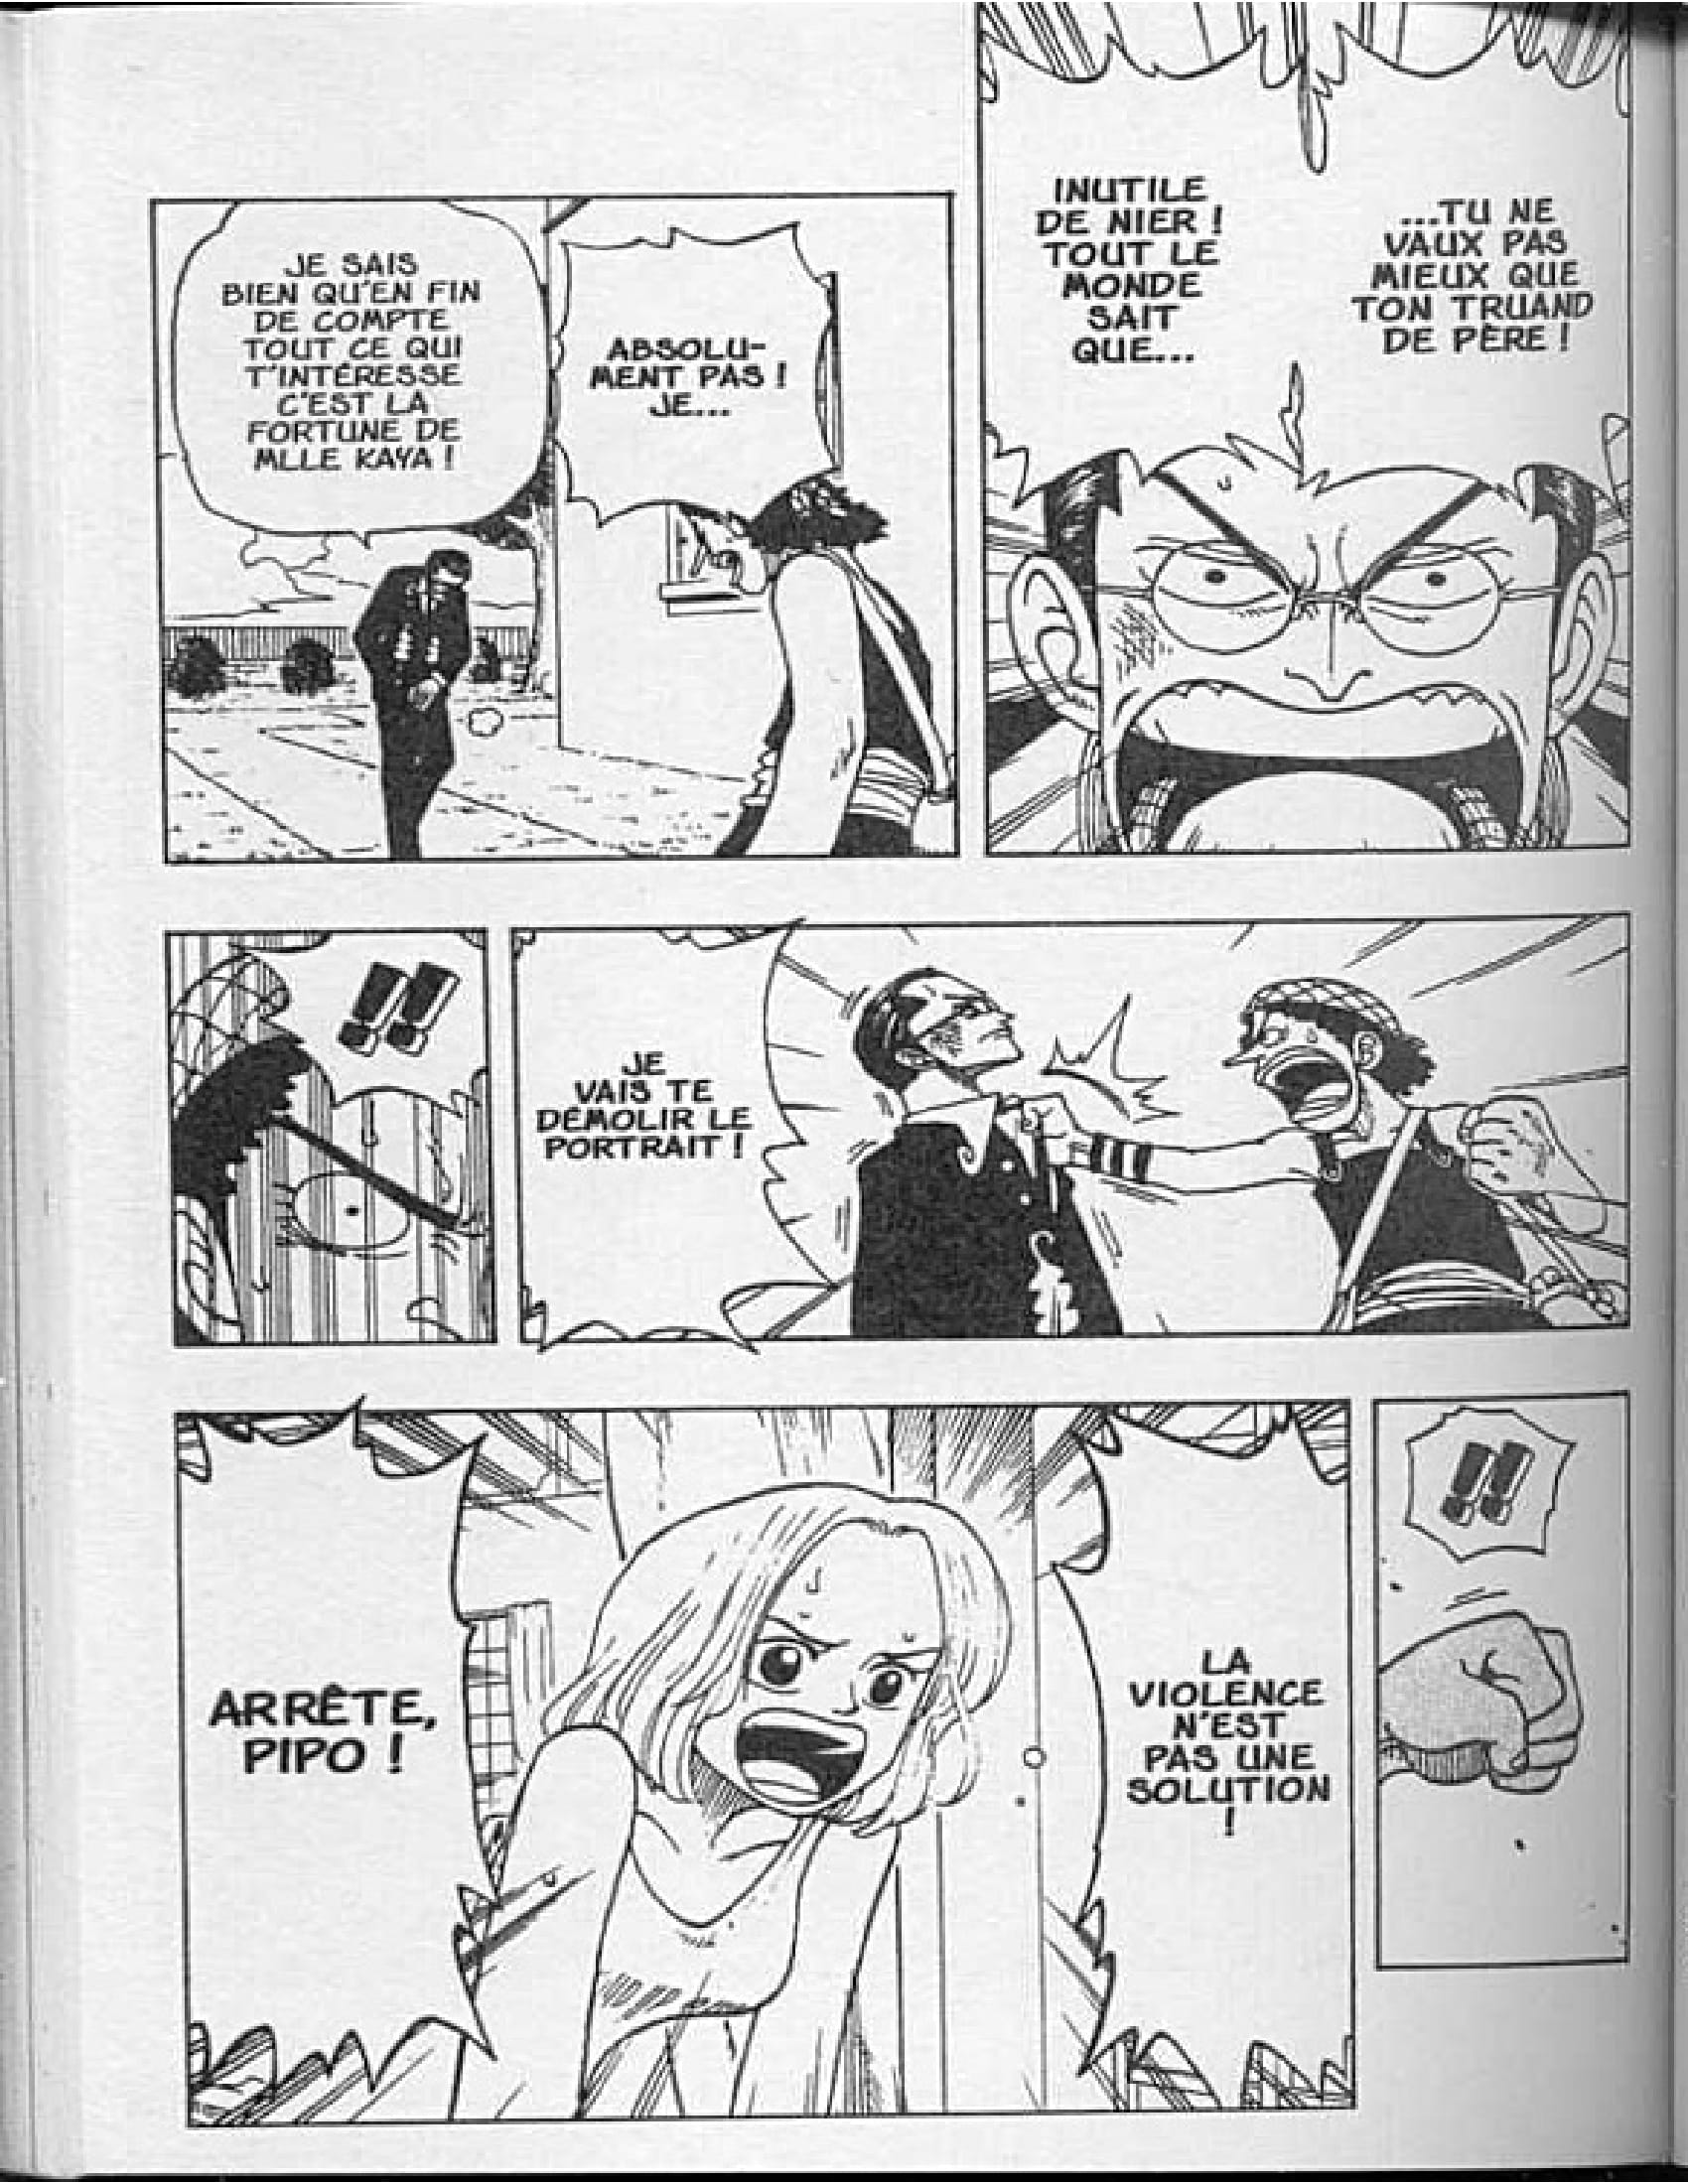 JE SAIS
BIEN QU'EN FIN
DE COMPTE
TOUT CE QUI
T'INTÉRESSE
C'EST LA
FORTUNE DE
MLLE KAYA !
ABSOLU-
MENT PAS !
JE...
INUTILE
DE NIER !
TOUT LE
MONDE
SAIT
QUE...
...TU NE
VAUX PAS
MIEUX QUE
TON TRUAND
DE PÈRE !
!!
JE
VAIS TE
DÉMOLIR LE
PORTRAIT !
ARRÊTE,
PIPO !
LA
VIOLENCE
N'EST
PAS UNE
SOLUTION
!
!!